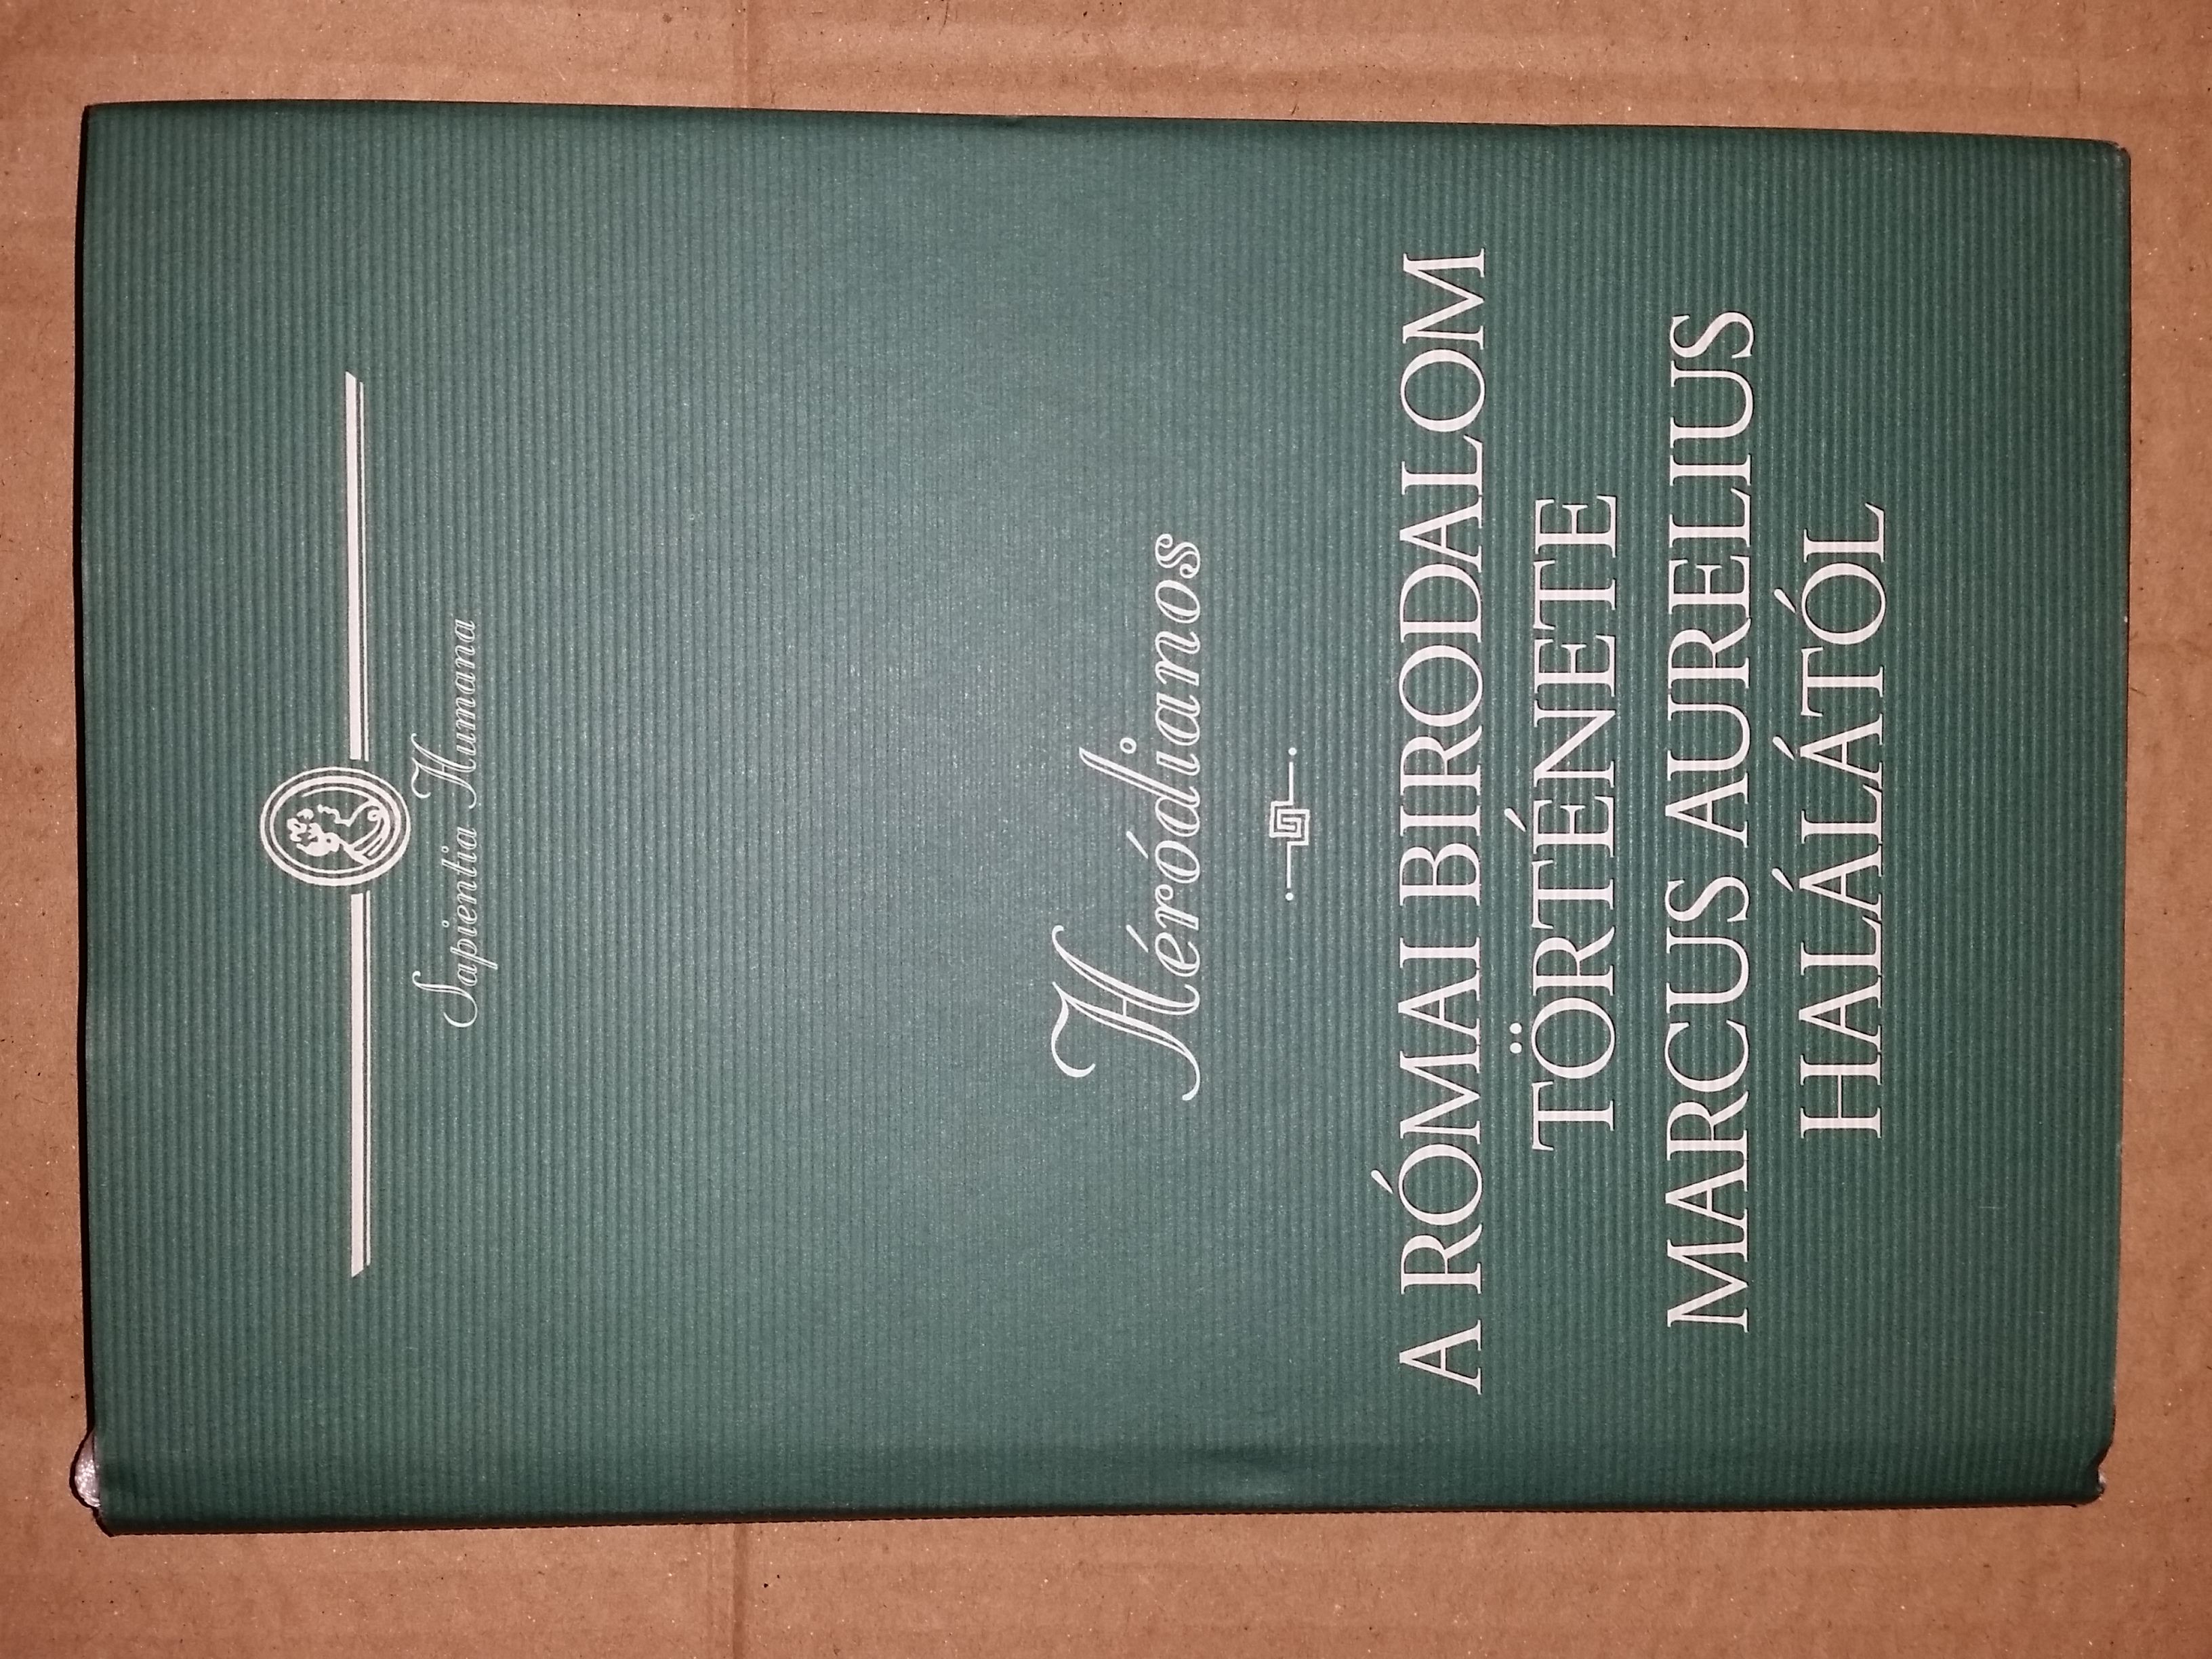 Sapientia Humana
Héródianos
A RÓMAI BIRODALOM
TÖRTÉNETE
MARCUS AURELIUS
HALÁLÁTÓL